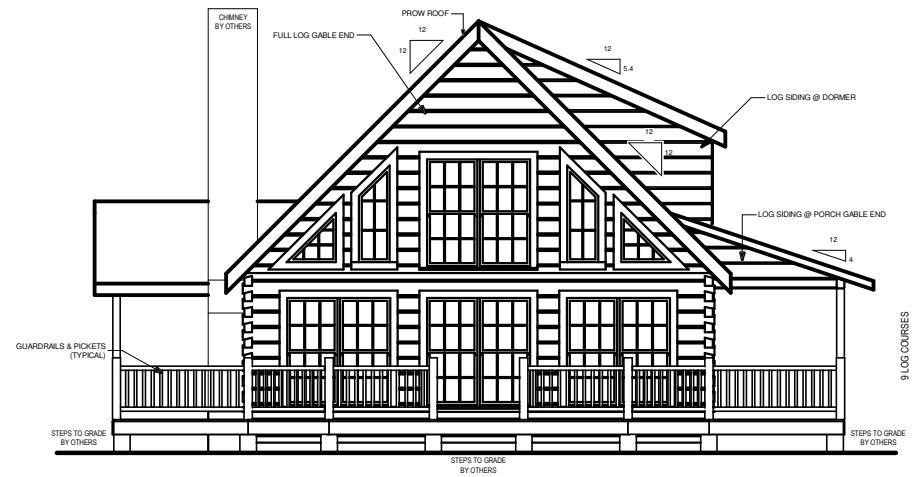 CHIMNEY
BY OTHERS
PROW ROOF
FULL LOG GABLE END
12
12
12
5.4
LOG SIDING @ DORMER
12
12
LOG SIDING @ PORCH GABLE END
12
4
GUARDRAILS & PICKETS
(TYPICAL)
9 LOG COURSES
STEPS TO GRADE
BY OTHERS
STEPS TO GRADE
BY OTHERS
STEPS TO GRADE
BY OTHERS